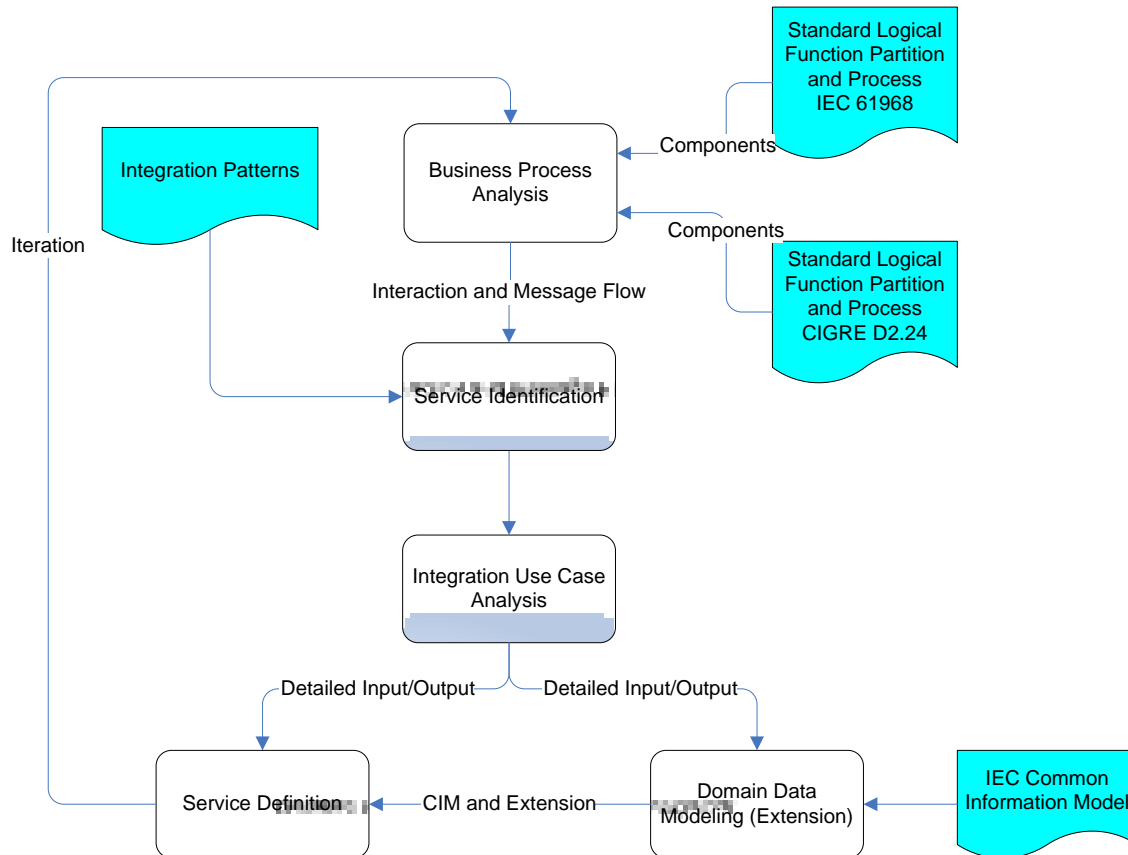 Standard Logical
Function Partition
and Process
IEC 61968
Components
Integration Patterns
Business Process
Analysis
Iteration
Components
Standard Logical
Function Partition
and Process
CIGRE D2.24
Interaction and Message Flow
Service Identification
Integration Use Case
Analysis
Detailed Input/Output
Detailed Input/Output
Service Definition
CIM and Extension
Domain Data
Modeling (Extension)
IEC Common
Information Model